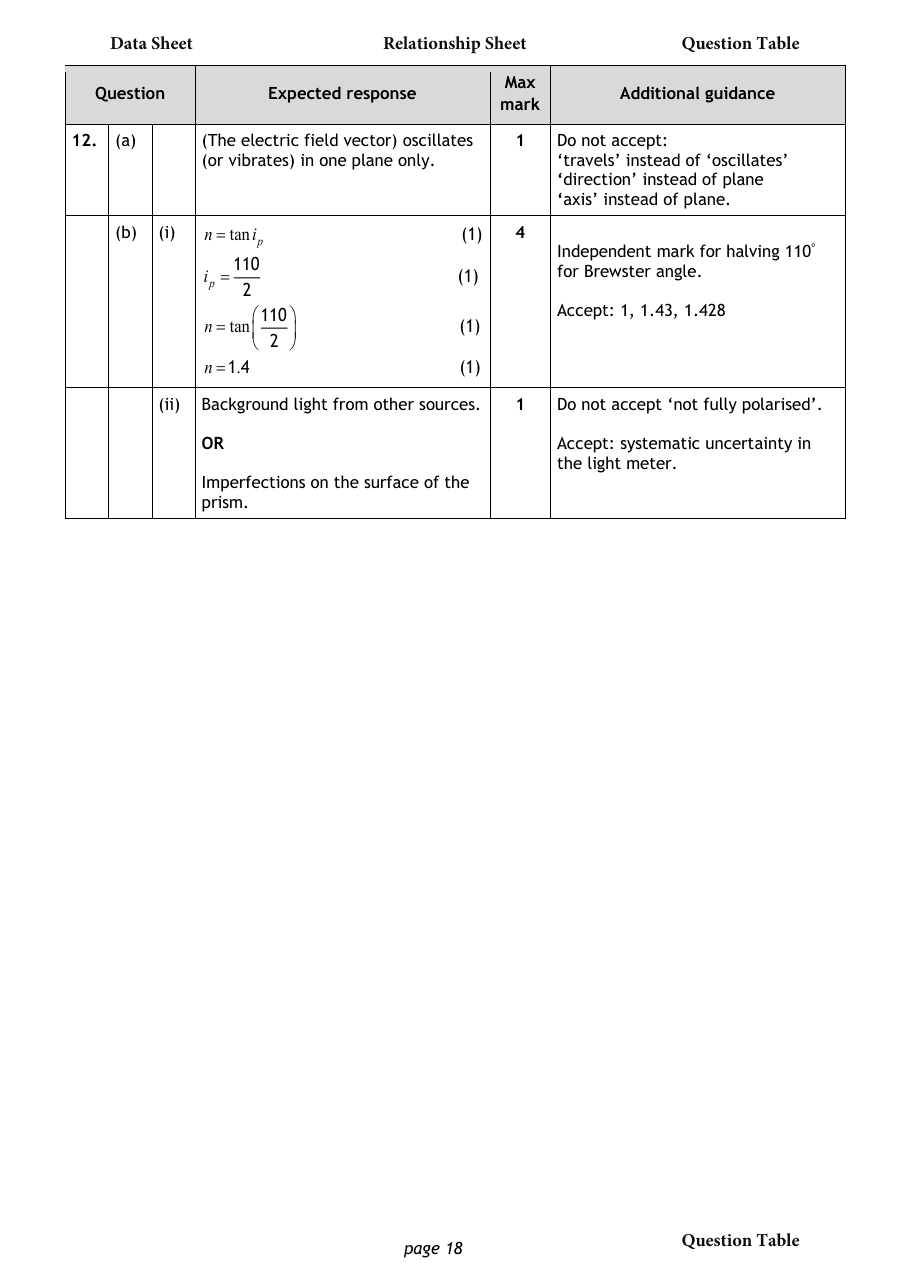 Data Sheet Relationship Sheet Question Table
Question Expected response Max mark Additional guidance
12. (a) (The electric field vector) oscillates (or vibrates) in one plane only. 1 Do not accept:
‘travels’ instead of ‘oscillates’
‘direction’ instead of plane
‘axis’ instead of plane.
(b) (i) n = tan i_p (1) 4
i_p = 110/2 (1)
n = tan(110/2) (1)
n = 1.4 (1)
Independent mark for halving 110°
for Brewster angle.
Accept: 1, 1.43, 1.428
(ii) Background light from other sources. 1 Do not accept ‘not fully polarised’.
OR
Imperfections on the surface of the
prism.
Accept: systematic uncertainty in
the light meter.
page 18 Question Table